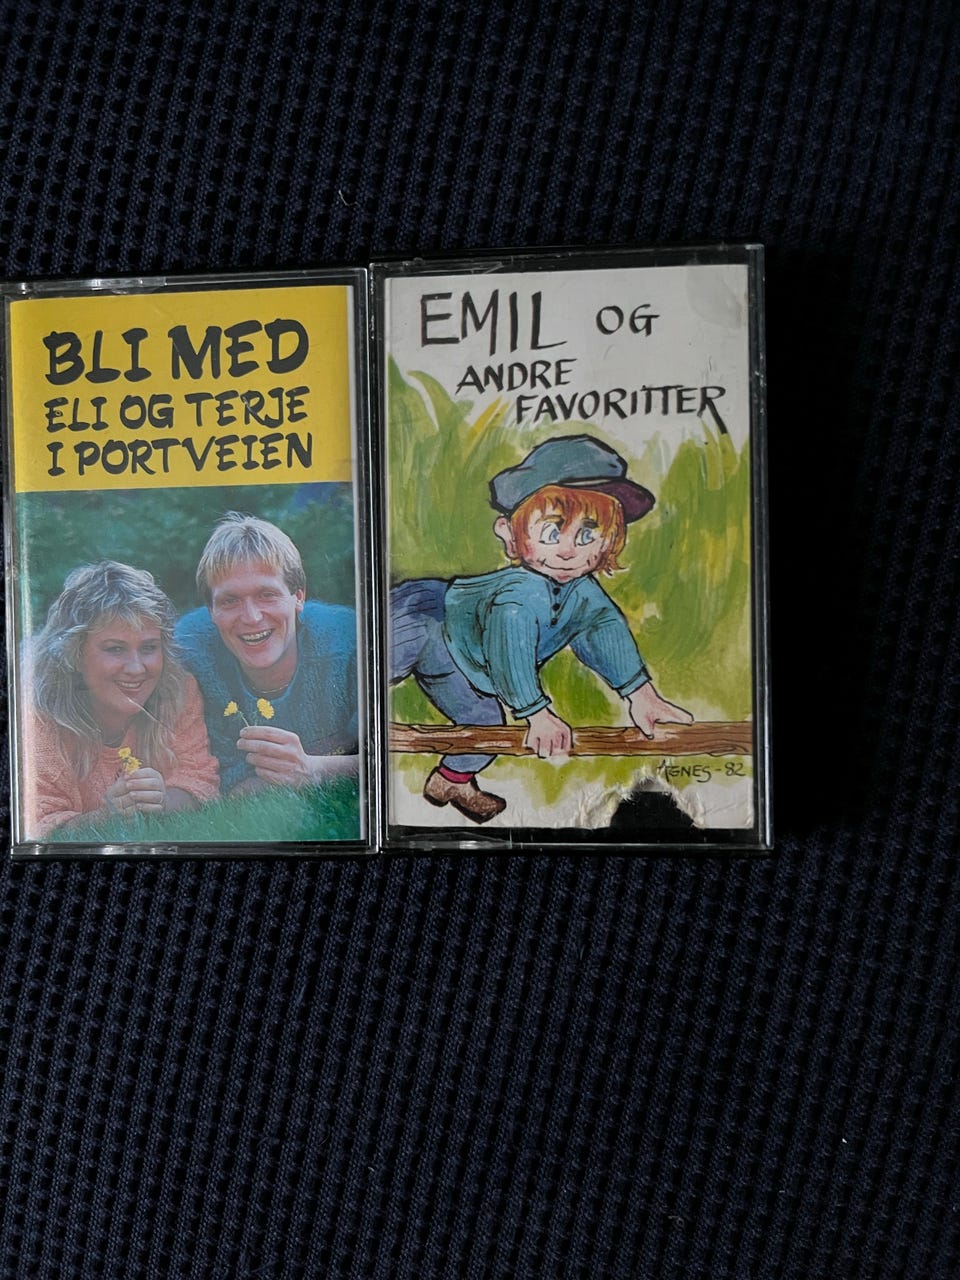 BLI MED
ELI OG TERJE
I PORTVEIEN
EMIL OG
ANDRE
FAVORITTER
AGNES-82